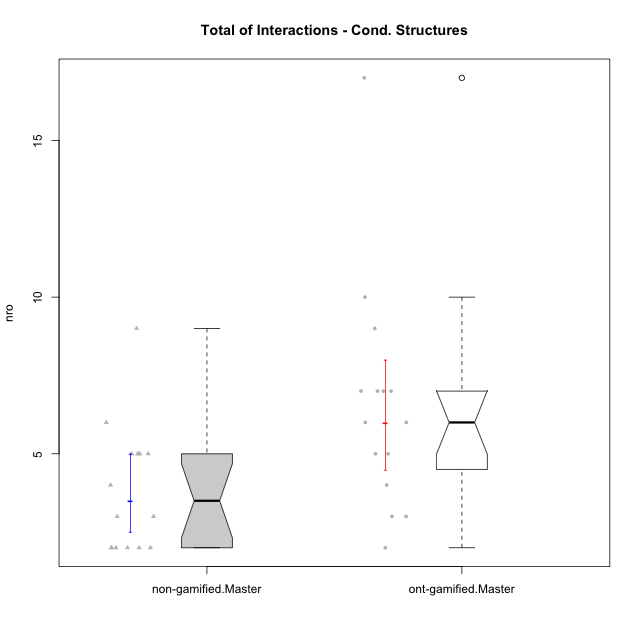 Total of Interactions - Cond. Structures
nro
15
10
5
non-gamified.Master ont-gamified.Master